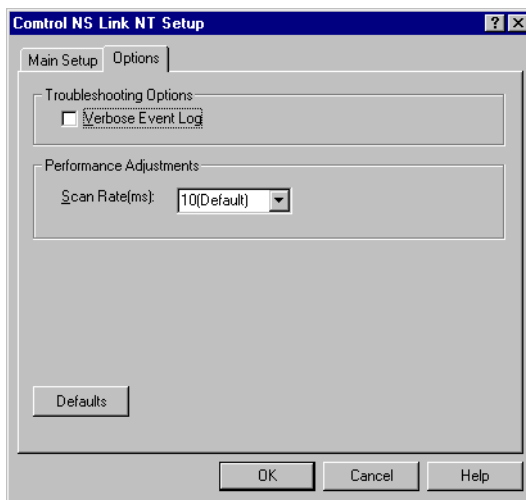 Comtrol NS Link NT Setup
Main Setup
Options
Troubleshooting Options
Verbose Event Log
Performance Adjustments
Scan Rate(ms):
10(Default)
Defaults
OK
Cancel
Help